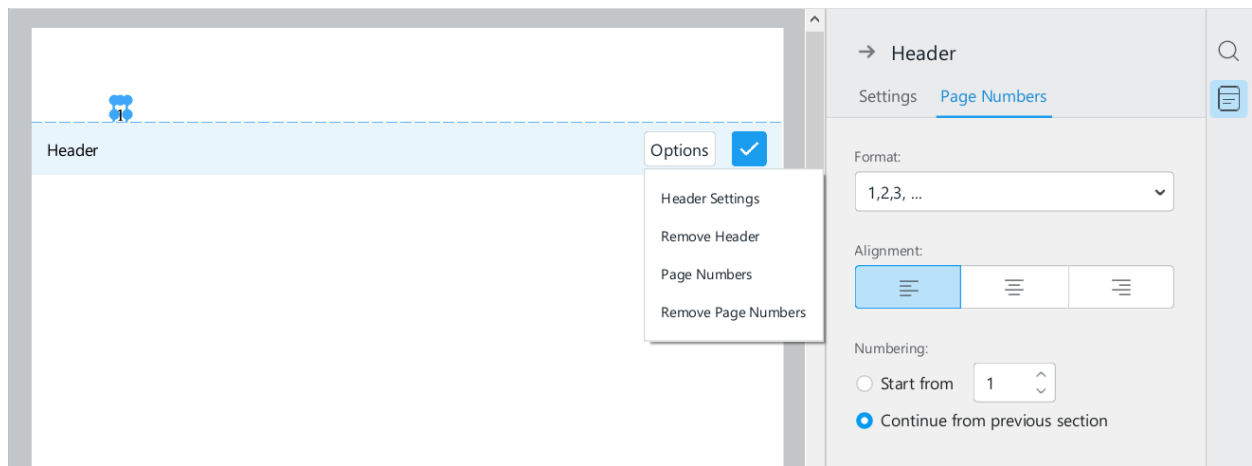 1
Header
Options
Header Settings
Remove Header
Page Numbers
Remove Page Numbers
Header
Settings Page Numbers
Format:
1,2,3, ...
Alignment:
Numbering:
Start from 1
Continue from previous section